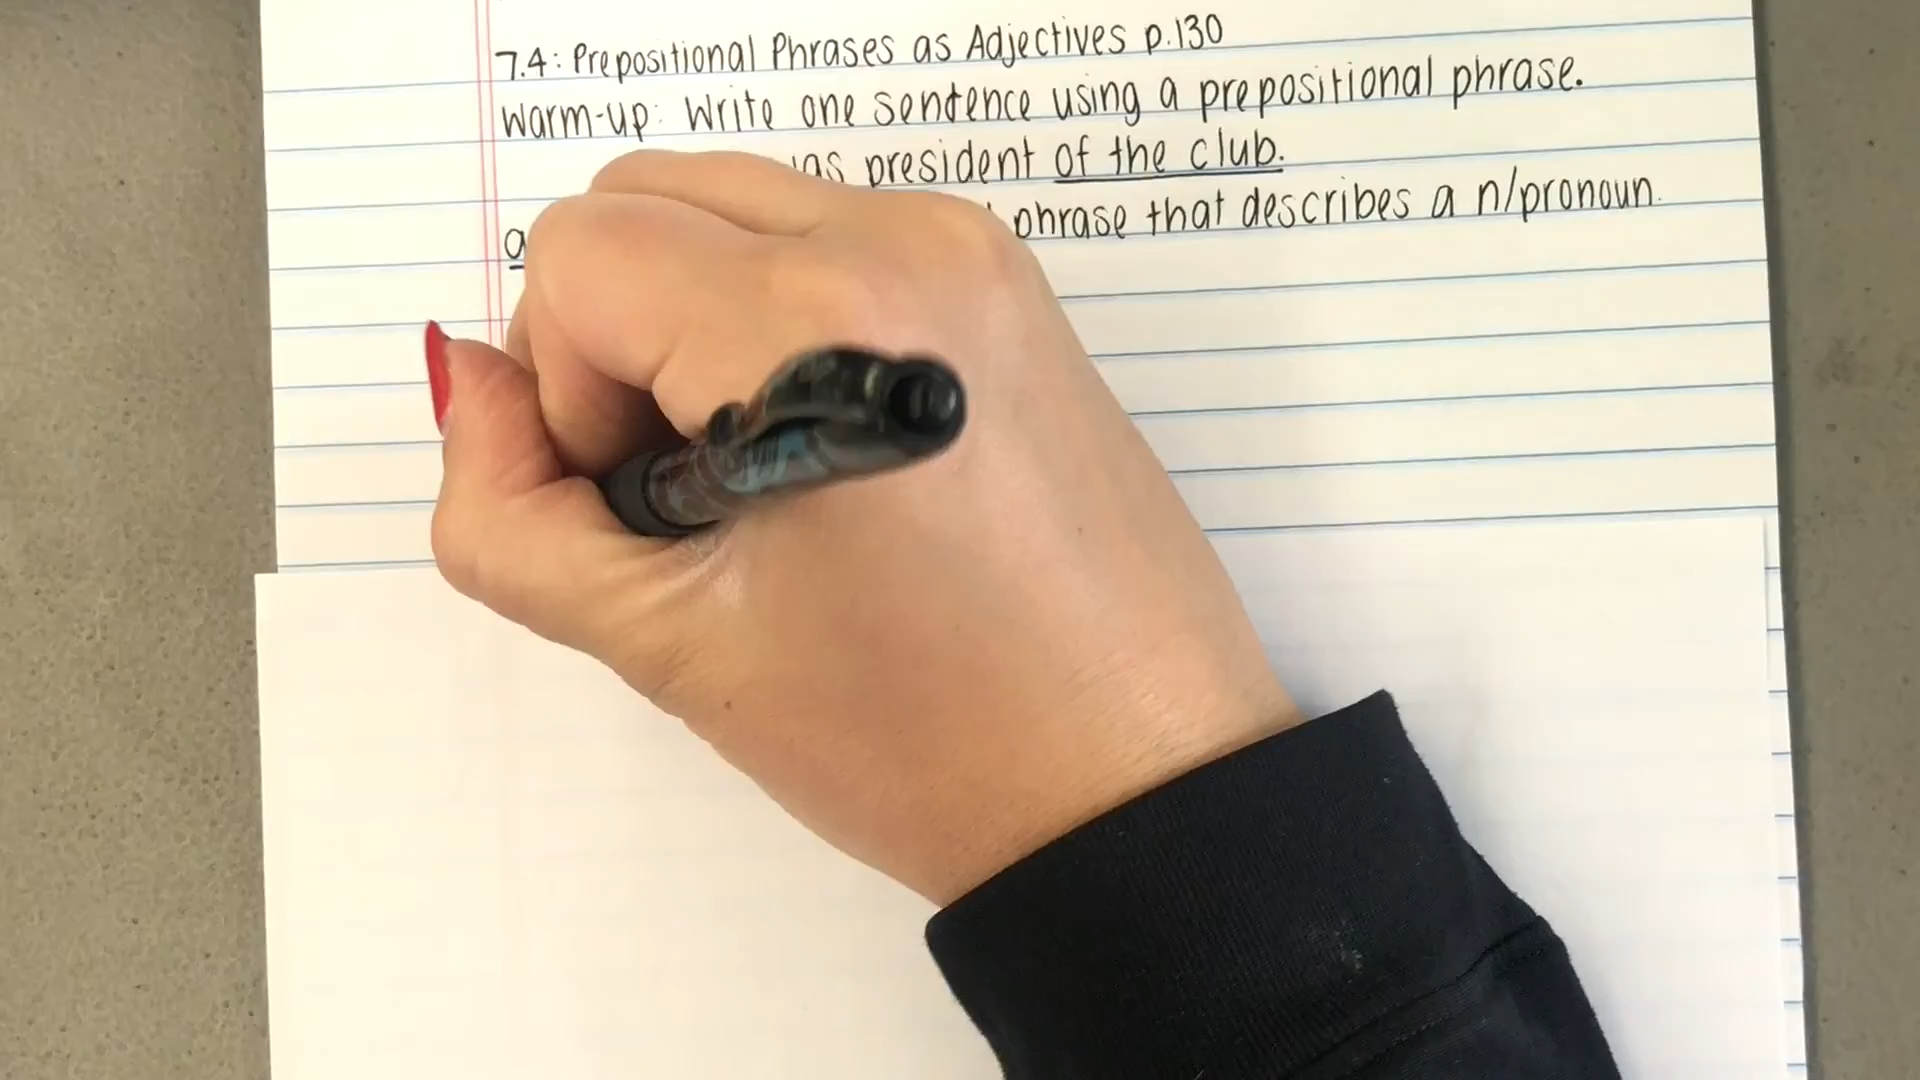 7.4: Prepositional Phrases as Adjectives p.130
Warm-up: Write one sentence using a prepositional phrase.
president of the club.
phrase that describes a n/pronoun.